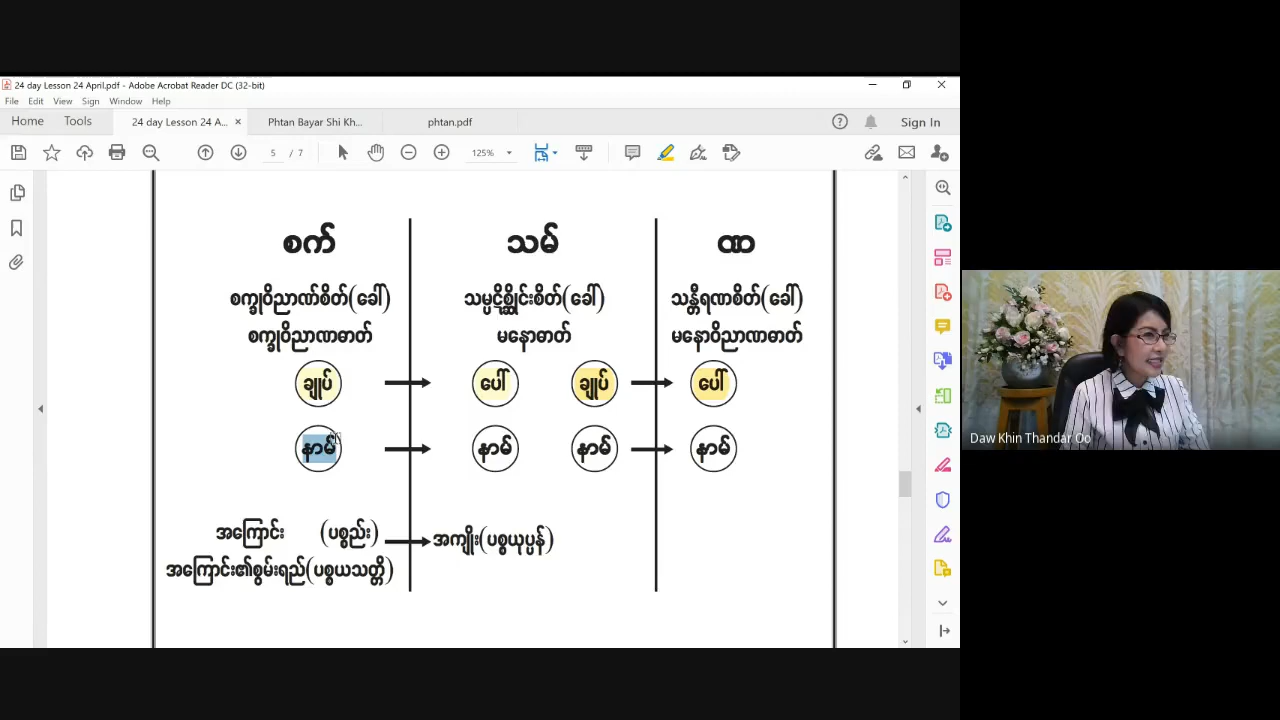 24 day Lesson 24 April.pdf - Adobe Acrobat Reader DC (32-bit)
File Edit View Sign Window Help
Home Tools 24 day Lesson 24 A... × Phtan Bayar Shi Kh... phtan.pdf Sign In
5 / 7 125%
စက် သမ် ဏ
စက္ခုဝိညာဏ်စိတ်(ခေါ်) သမ္ပဋိစ္ဆိုင်းစိတ်(ခေါ်) သန္တီရဏစိတ်(ခေါ်)
စက္ခုဝိညာဏဓာတ် မနောဓာတ် မနောဝိညာဏဓာတ်
ချုပ် ပေါ် ချုပ် ပေါ်
နာမ် နာမ် နာမ် နာမ်
အကြောင်း (ပစ္စည်း) အကျိုး(ပစ္စယုပ္ပန်)
အကြောင်း၏စွမ်းရည်(ပစ္စယသတ္တိ)
Daw Khin Thandar Oo